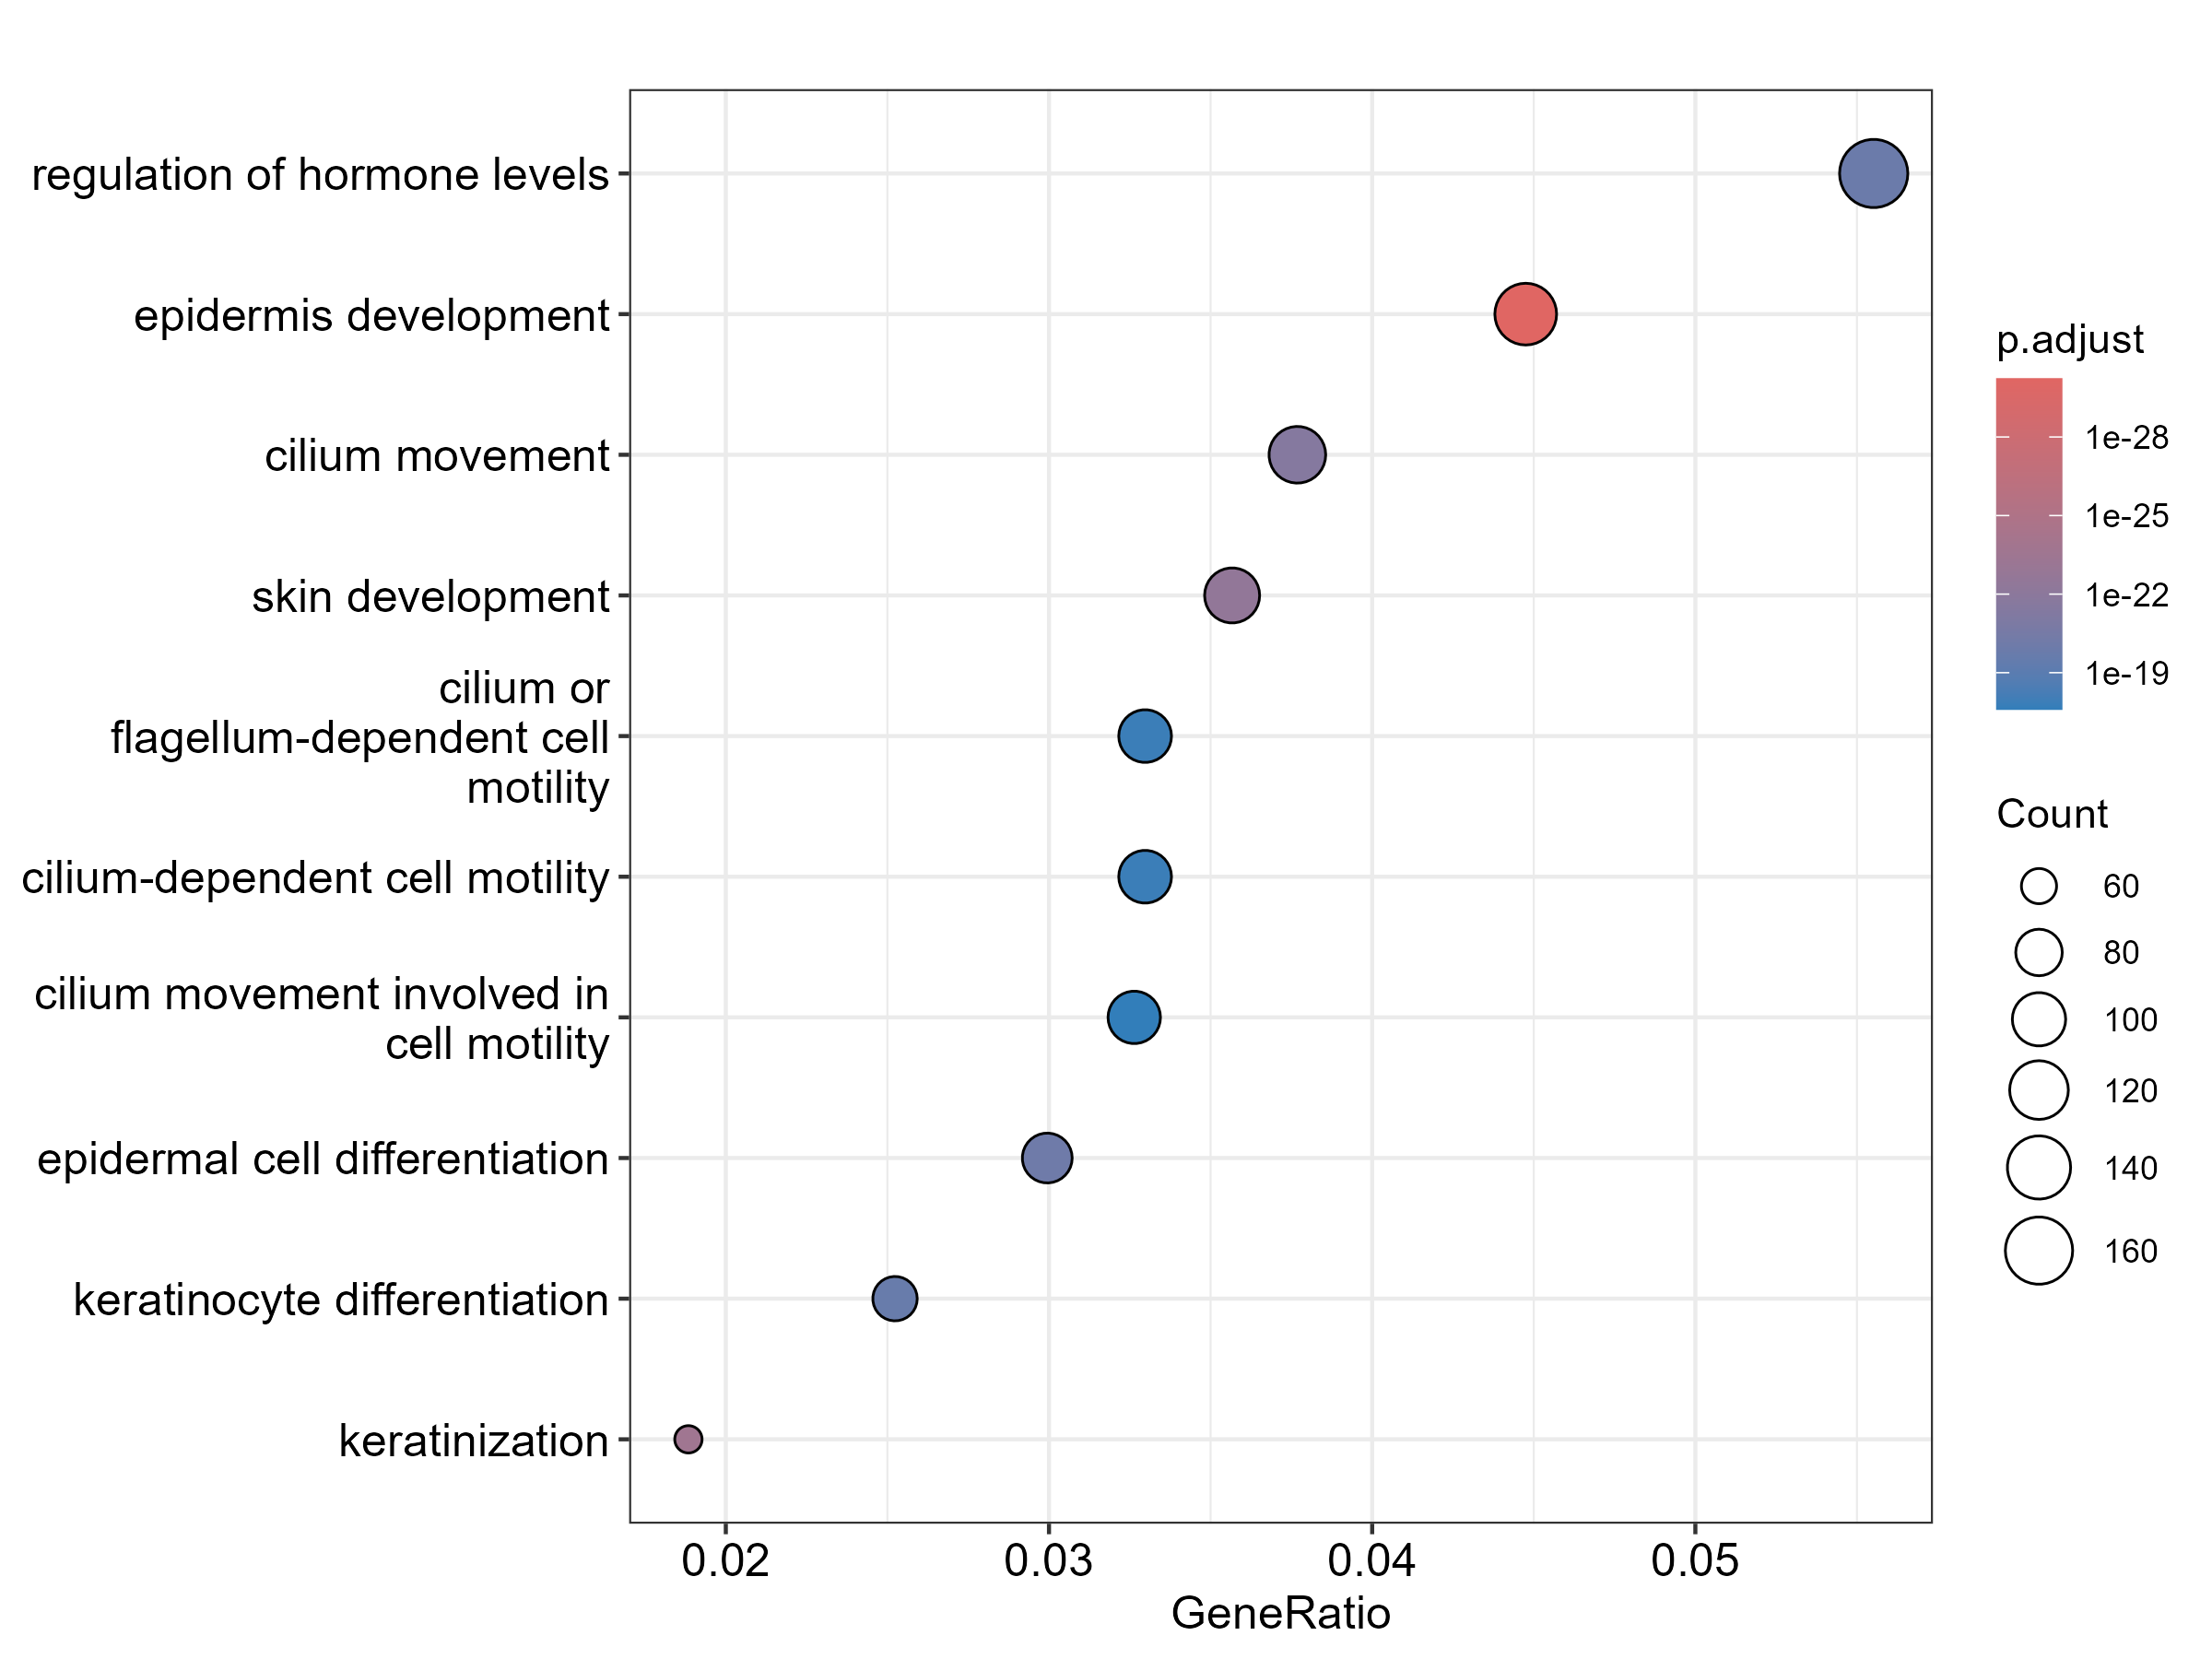 regulation of hormone levels
epidermis development
cilium movement
skin development
cilium or
flagellum-dependent cell
motility
cilium-dependent cell motility
cilium movement involved in
cell motility
epidermal cell differentiation
keratinocyte differentiation
keratinization
0.02
0.03
0.04
0.05
GeneRatio
p.adjust
1e-28
1e-25
1e-22
1e-19
Count
60
80
100
120
140
160